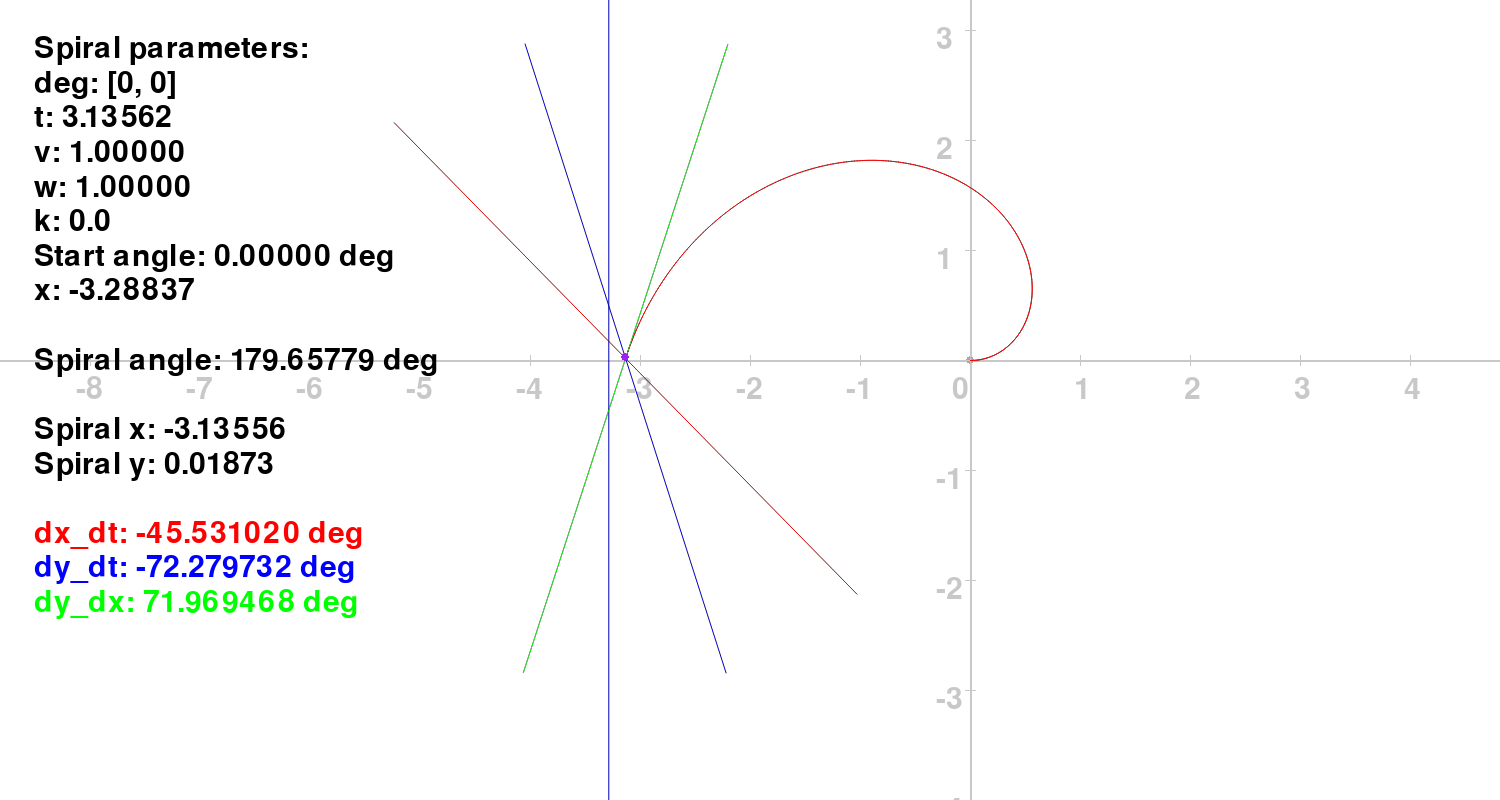 Spiral parameters:
deg: [0, 0]
t: 3.13562
v: 1.00000
w: 1.00000
k: 0.0
Start angle: 0.00000 deg
x: -3.28837
Spiral angle: 179.65779 deg
Spiral x: -3.13556
Spiral y: 0.01873
dx_dt: -45.531020 deg
dy_dt: -72.279732 deg
dy_dx: 71.969468 deg
3
2
1
-8 -7 -6 -5 -4 -3 -2 -1 0 1 2 3 4
-1
-2
-3